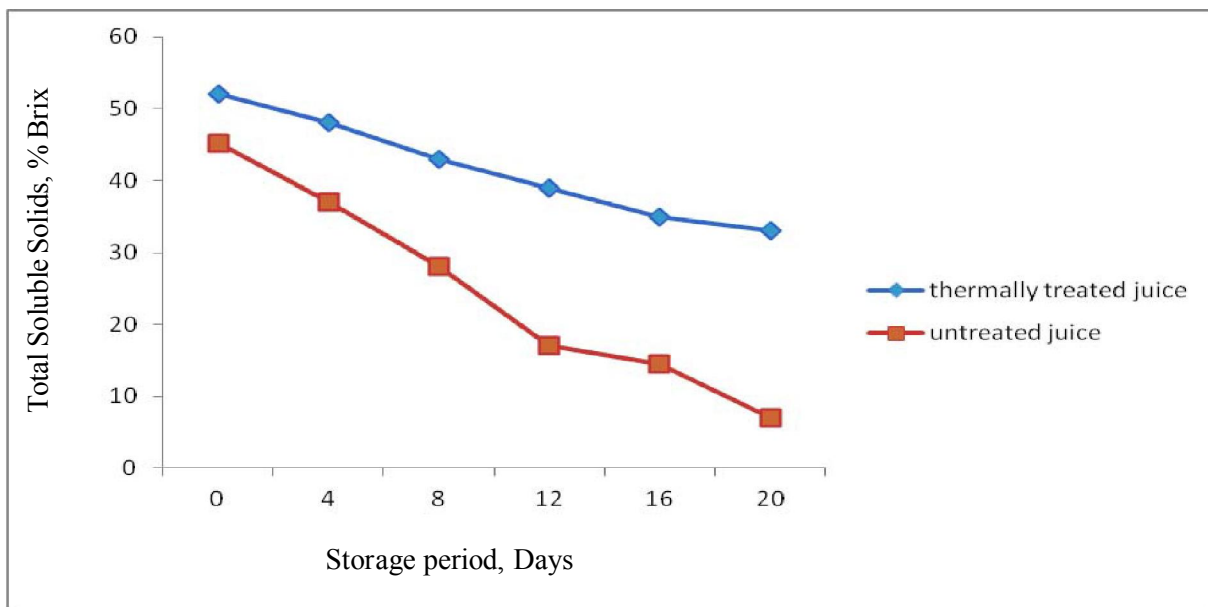 Total Soluble Solids, % Brix
60
50
40
30
20
10
0
0 4 8 12 16 20
Storage period, Days
thermally treated juice
untreated juice